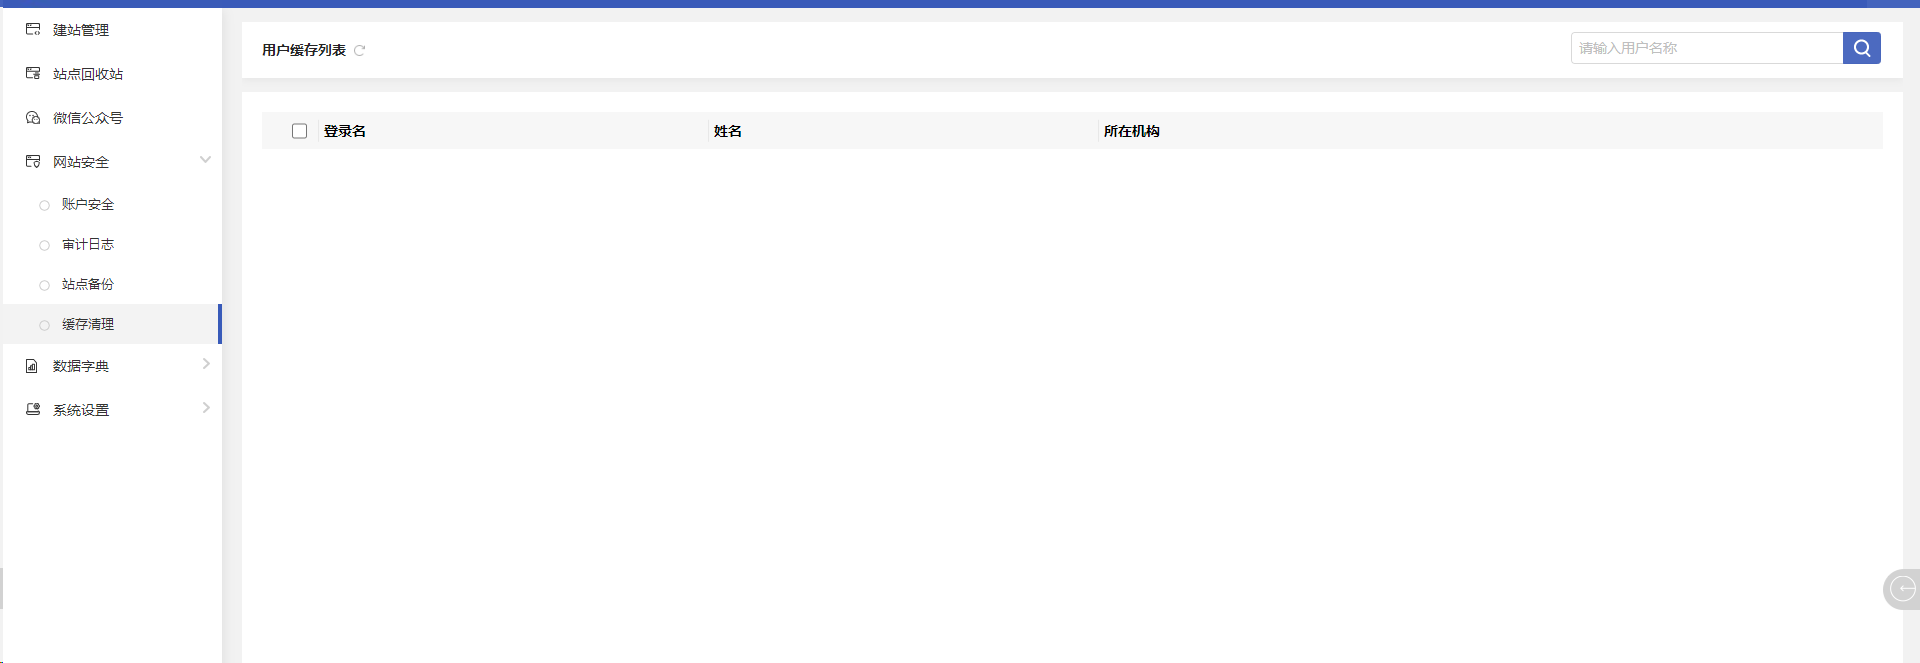 建站管理
站点回收站
微信公众号
网站安全
账户安全
审计日志
站点备份
缓存清理
数据字典
系统设置
用户缓存列表
请输入用户名称
登录名 姓名 所在机构